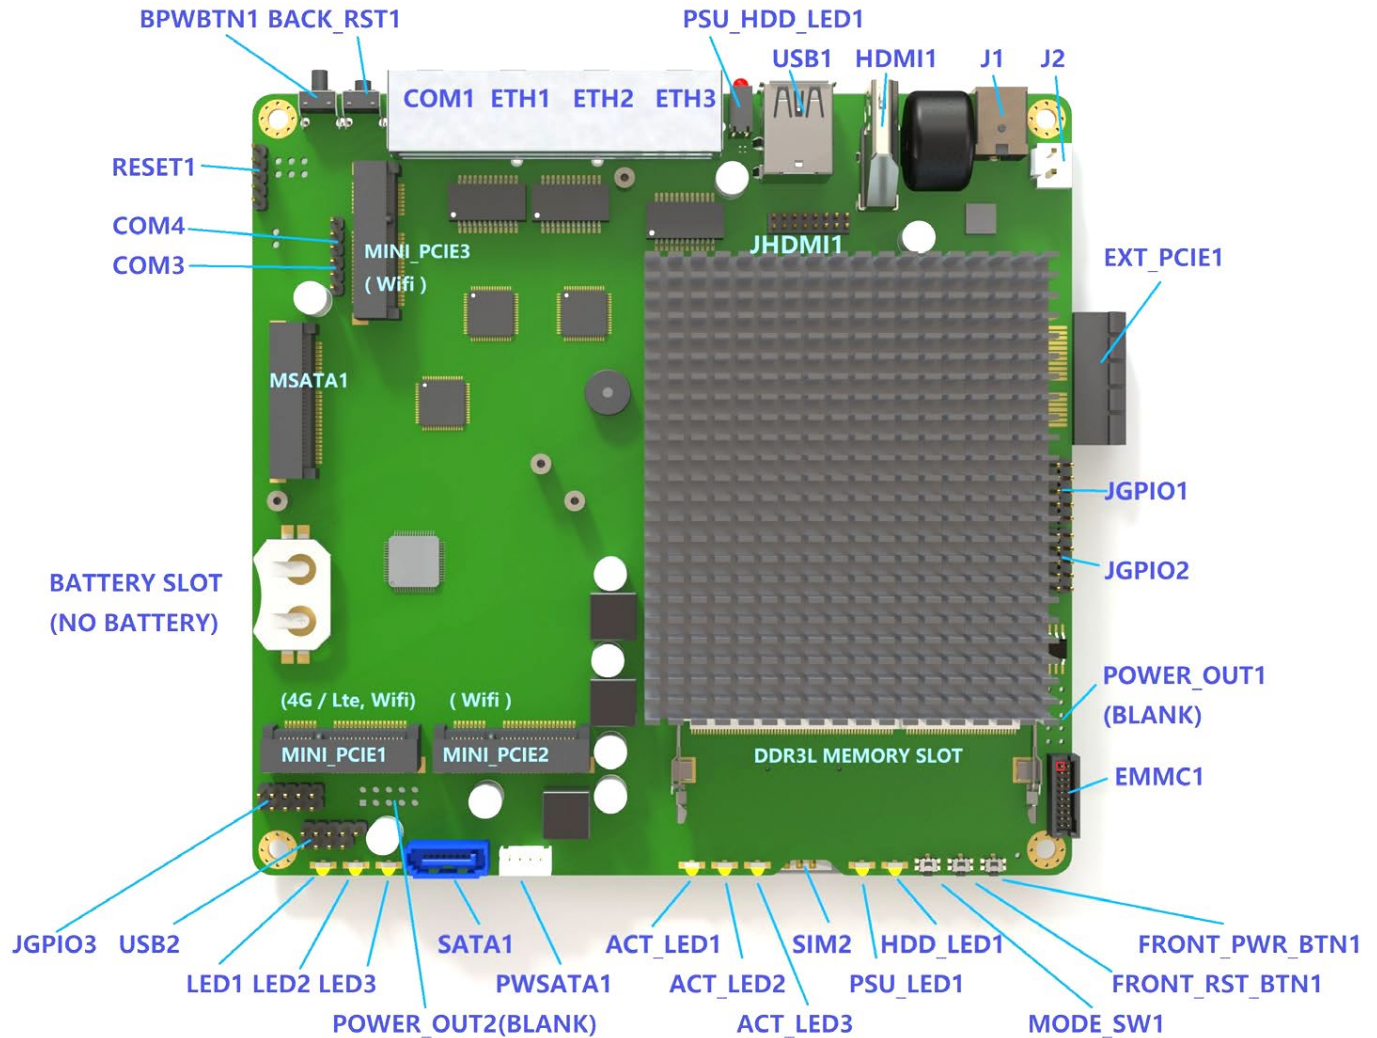 BPWBTN1 BACK_RST1
PSU_HDD_LED1
USB1
HDMI1
J1
J2
COM1 ETH1 ETH2 ETH3
RESET1
COM4
COM3
MINI_PCIE3
( Wifi )
JHDMI1
EXT_PCIE1
MSATA1
JGPIO1
JGPIO2
BATTERY SLOT
(NO BATTERY)
(4G / Lte, Wifi)
( Wifi )
POWER_OUT1
(BLANK)
MINI_PCIE1
MINI_PCIE2
DDR3L MEMORY SLOT
EMMC1
JGPIO3
USB2
SATA1
ACT_LED1
SIM2
HDD_LED1
FRONT_PWR_BTN1
LED1 LED2 LED3
PWSATA1
ACT_LED2
PSU_LED1
FRONT_RST_BTN1
POWER_OUT2(BLANK)
ACT_LED3
MODE_SW1